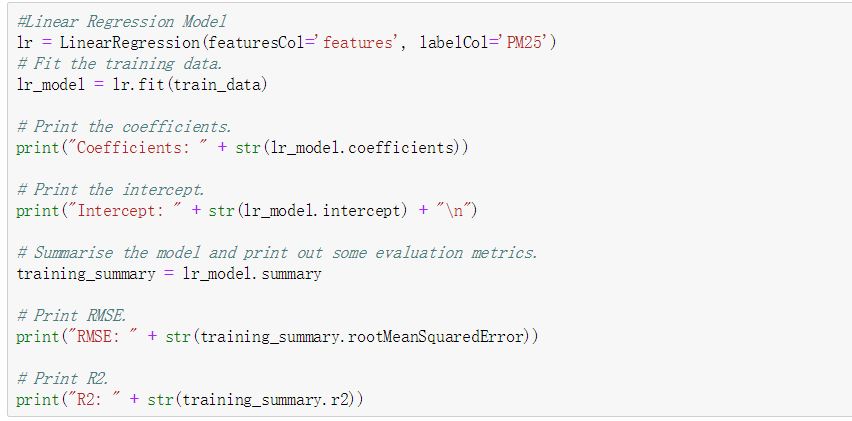 #Linear Regression Model
lr = LinearRegression(featuresCol='features', labelCol='PM25')
# Fit the training data.
lr_model = lr.fit(train_data)
# Print the coefficients.
print("Coefficients: " + str(lr_model.coefficients))
# Print the intercept.
print("Intercept: " + str(lr_model.intercept) + "\n")
# Summarise the model and print out some evaluation metrics.
training_summary = lr_model.summary
# Print RMSE.
print("RMSE: " + str(training_summary.rootMeanSquaredError))
# Print R2.
print("R2: " + str(training_summary.r2))